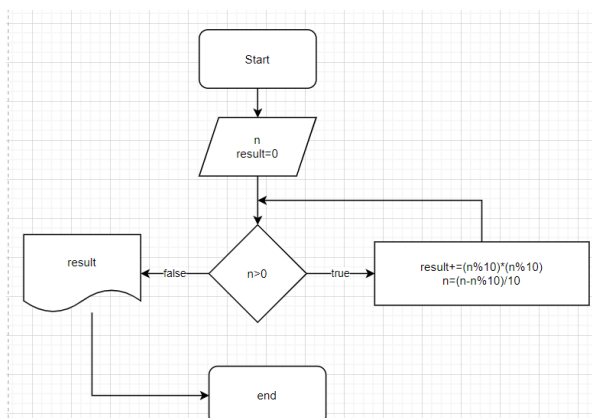 Start
n
result=0
result
false
n>0
true
result+=(n%10)*(n%10)
n=(n-n%10)/10
end